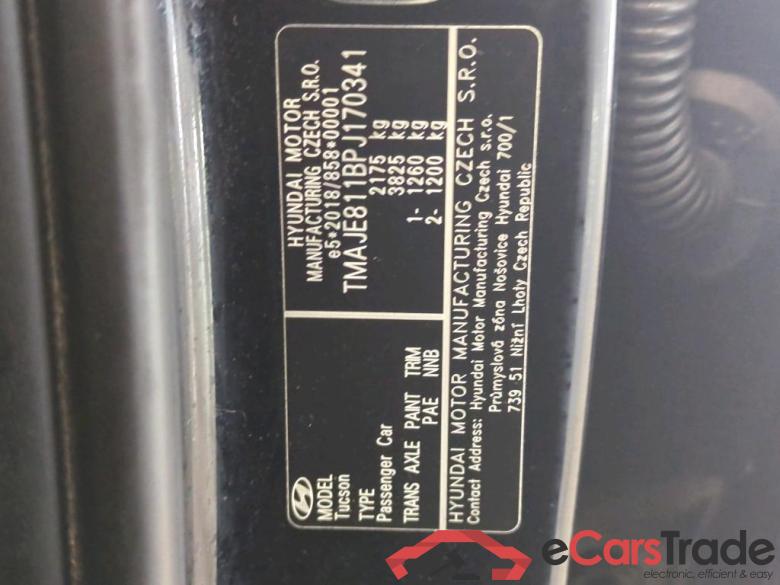 HYUNDAI MOTOR
MANUFACTURING CZECH S.R.O.
e5*2018/858*00001
TMAJE811BPJ170341
2175 kg
3825 kg
1- 1260 kg
2- 1200 kg
MODEL
Tucson
TYPE
Passenger Car
TRANS AXLE PAINT TRIM
PAE NNB
HYUNDAI MOTOR MANUFACTURING CZECH S.R.O.
Contact Address: Hyundai Motor Manufacturing Czech s.r.o.
Průmyslová zóna Nošovice Hyundai 700/1
739 51 Nižní Lhoty Czech Republic
eCarsTrade
electronic, efficient & easy